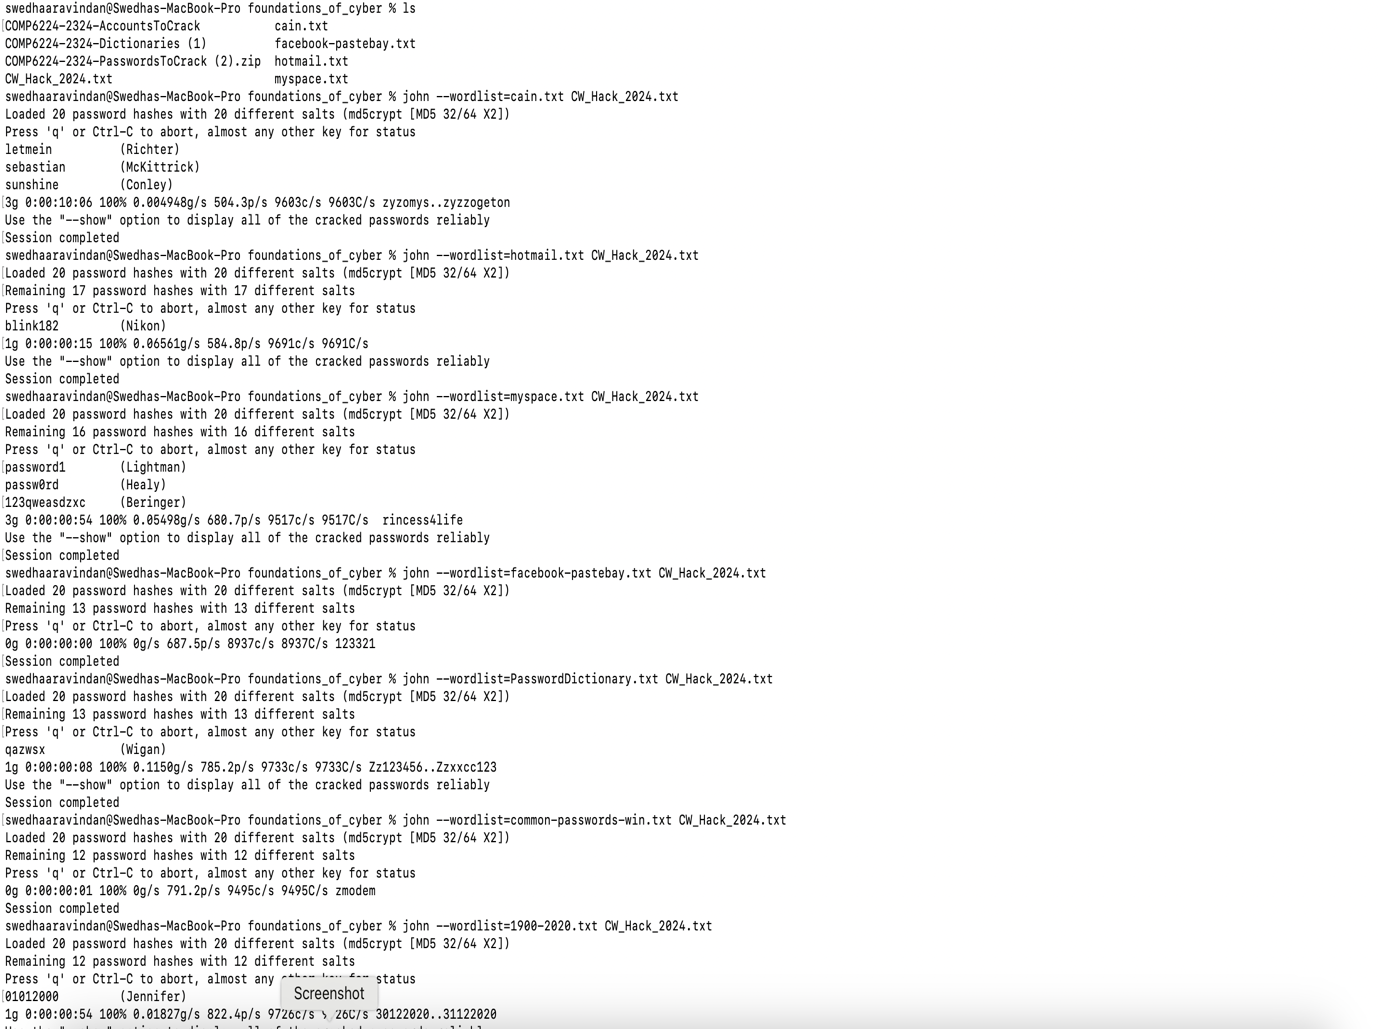 swedhaaravindan@Swedhas-MacBook-Pro foundations_of_cyber % ls
COMP6224-2324-AccountsToCrack cain.txt
COMP6224-2324-Dictionaries (1) facebook-pastebay.txt
COMP6224-2324-PasswordsToCrack (2).zip hotmail.txt
CW_Hack_2024.txt myspace.txt
swedhaaravindan@Swedhas-MacBook-Pro foundations_of_cyber % john --wordlist=cain.txt CW_Hack_2024.txt
Loaded 20 password hashes with 20 different salts (md5crypt [MD5 32/64 X2])
Press 'q' or Ctrl-C to abort, almost any other key for status
letmein (Richter)
sebastian (McKittrick)
sunshine (Conley)
3g 0:00:10:06 100% 0.004948g/s 504.3p/s 9603c/s 9603C/s zyzomys..zyzzogeton
Use the "--show" option to display all of the cracked passwords reliably
Session completed
swedhaaravindan@Swedhas-MacBook-Pro foundations_of_cyber % john --wordlist=hotmail.txt CW_Hack_2024.txt
Loaded 20 password hashes with 20 different salts (md5crypt [MD5 32/64 X2])
Remaining 17 password hashes with 17 different salts
Press 'q' or Ctrl-C to abort, almost any other key for status
blink182 (Nikon)
1g 0:00:00:15 100% 0.06561g/s 584.8p/s 9691c/s 9691C/s
Use the "--show" option to display all of the cracked passwords reliably
Session completed
swedhaaravindan@Swedhas-MacBook-Pro foundations_of_cyber % john --wordlist=myspace.txt CW_Hack_2024.txt
Loaded 20 password hashes with 20 different salts (md5crypt [MD5 32/64 X2])
Remaining 16 password hashes with 16 different salts
Press 'q' or Ctrl-C to abort, almost any other key for status
password1 (Lightman)
passw0rd (Healy)
123qweasdzxc (Beringer)
3g 0:00:00:54 100% 0.05498g/s 680.7p/s 9517c/s 9517C/s rincess4life
Use the "--show" option to display all of the cracked passwords reliably
Session completed
swedhaaravindan@Swedhas-MacBook-Pro foundations_of_cyber % john --wordlist=facebook-pastebay.txt CW_Hack_2024.txt
Loaded 20 password hashes with 20 different salts (md5crypt [MD5 32/64 X2])
Remaining 13 password hashes with 13 different salts
Press 'q' or Ctrl-C to abort, almost any other key for status
0g 0:00:00:00 100% 0g/s 687.5p/s 8937c/s 8937C/s 123321
Session completed
swedhaaravindan@Swedhas-MacBook-Pro foundations_of_cyber % john --wordlist=PasswordDictionary.txt CW_Hack_2024.txt
Loaded 20 password hashes with 20 different salts (md5crypt [MD5 32/64 X2])
Remaining 13 password hashes with 13 different salts
Press 'q' or Ctrl-C to abort, almost any other key for status
qazwsx (Wigan)
1g 0:00:00:08 100% 0.1150g/s 785.2p/s 9733c/s 9733C/s Zz123456..Zzxxcc123
Use the "--show" option to display all of the cracked passwords reliably
Session completed
swedhaaravindan@Swedhas-MacBook-Pro foundations_of_cyber % john --wordlist=common-passwords-win.txt CW_Hack_2024.txt
Loaded 20 password hashes with 20 different salts (md5crypt [MD5 32/64 X2])
Remaining 12 password hashes with 12 different salts
Press 'q' or Ctrl-C to abort, almost any other key for status
0g 0:00:00:01 100% 0g/s 791.2p/s 9495c/s 9495C/s zmodem
Session completed
swedhaaravindan@Swedhas-MacBook-Pro foundations_of_cyber % john --wordlist=1900-2020.txt CW_Hack_2024.txt
Loaded 20 password hashes with 20 different salts (md5crypt [MD5 32/64 X2])
Remaining 12 password hashes with 12 different salts
Press 'q' or Ctrl-C to abort, almost any other key for status
01012000 (Jennifer)
Screenshot
1g 0:00:00:54 100% 0.01827g/s 822.4p/s 9726c/s 30122020..31122020